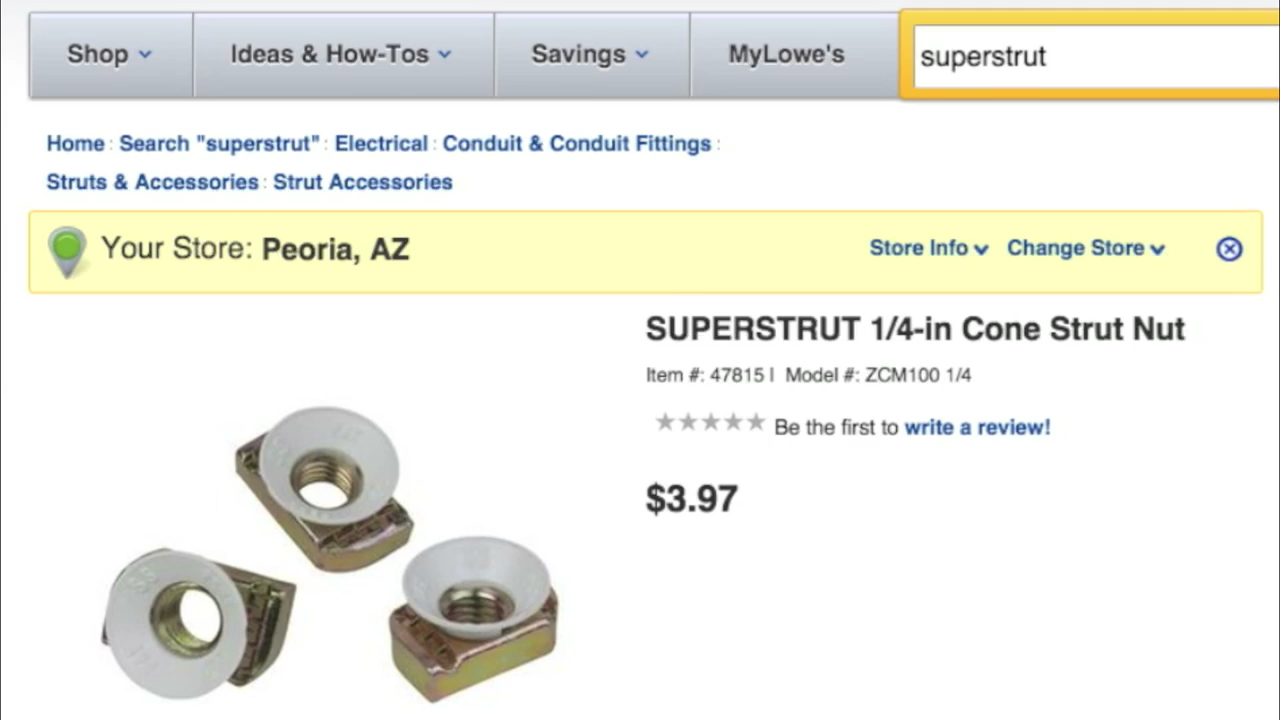 Shop
Ideas & How-Tos
Savings
MyLowe's
superstrut
Home : Search "superstrut" : Electrical : Conduit & Conduit Fittings :
Struts & Accessories : Strut Accessories
Your Store: Peoria, AZ
Store Info
Change Store
SUPERSTRUT 1/4-in Cone Strut Nut
Item #: 47815 | Model #: ZCM100 1/4
Be the first to write a review!
$3.97